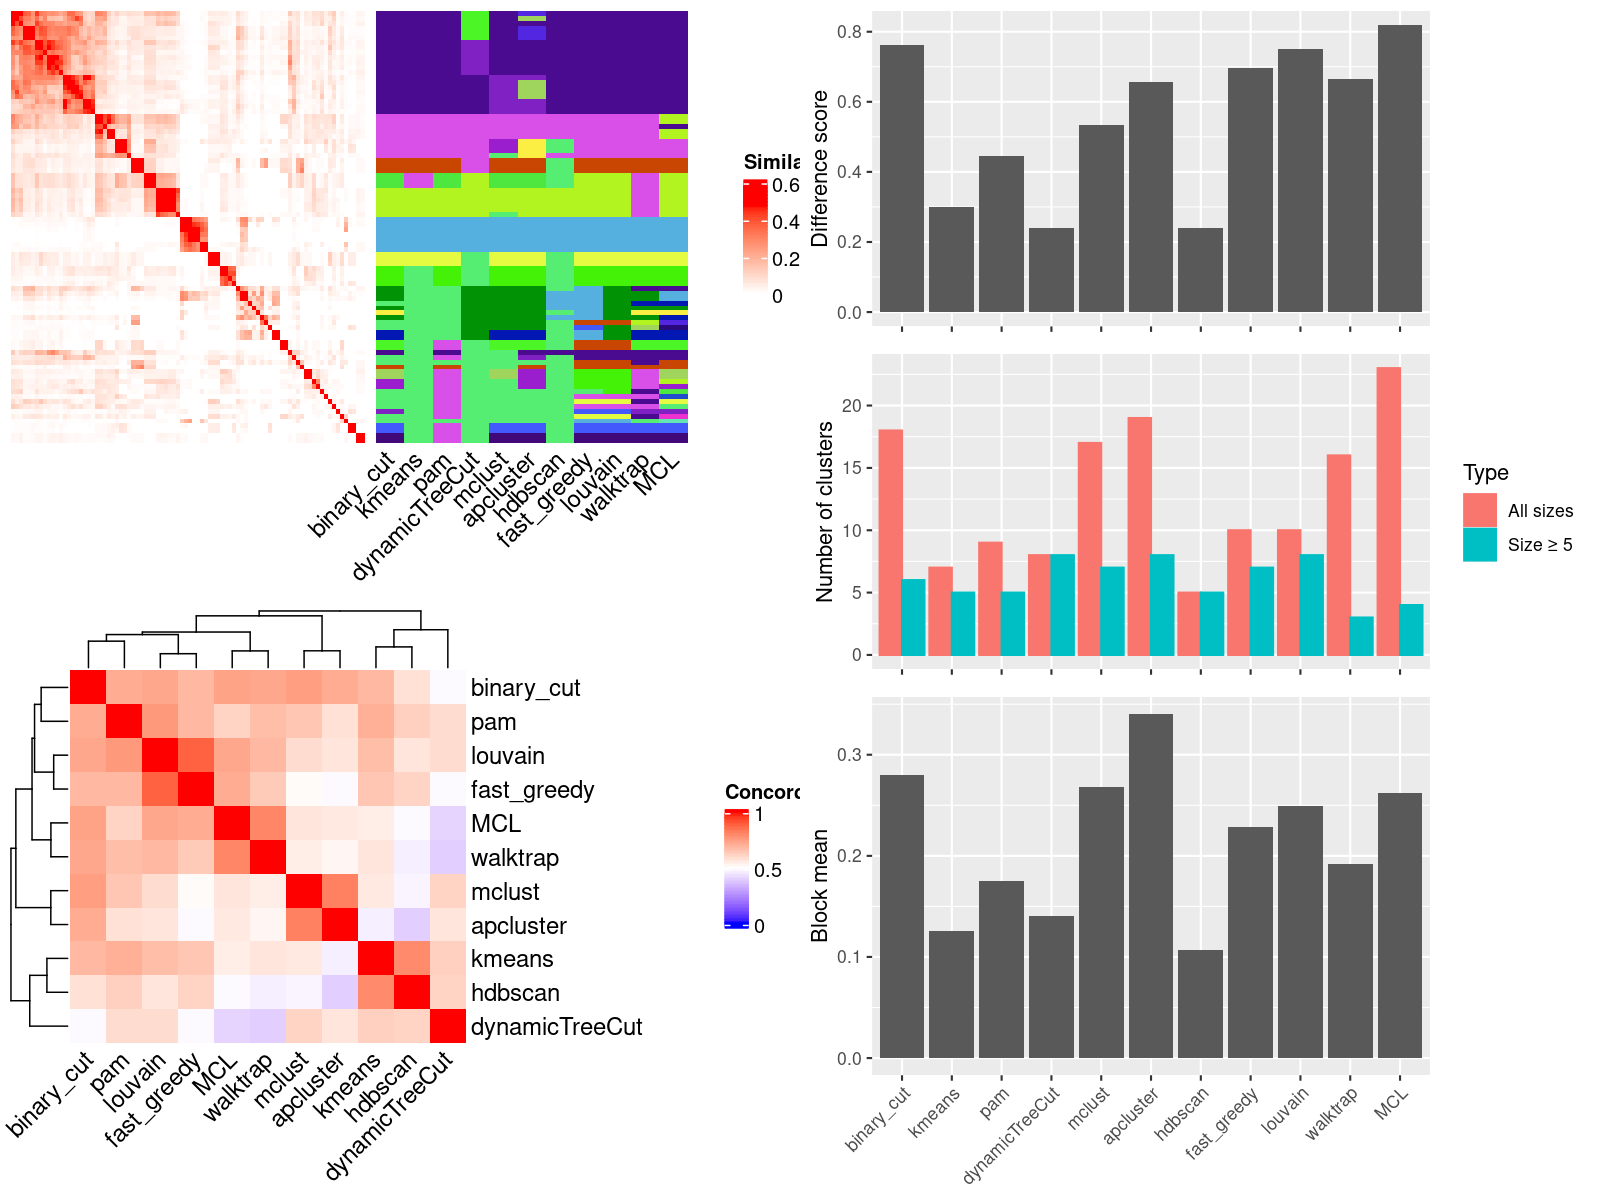 Simila
0.6
0.4
0.2
0
binary_cut
kmeans
pam
dynamicTreeCut
mclust
apcluster
hdbscan
fast_greedy
louvain
walktrap
MCL
binary_cut
pam
louvain
fast_greedy
MCL
walktrap
mclust
apcluster
kmeans
hdbscan
dynamicTreeCut
binary_cut
pam
louvain
fast_greedy
MCL
walktrap
mclust
apcluster
kmeans
hdbscan
dynamicTreeCut
Concord
1
0.5
0
Difference score
0.8
0.6
0.4
0.2
0.0
Number of clusters
20
15
10
5
0
Type
All sizes
Size ≥ 5
Block mean
0.3
0.2
0.1
0.0
binary_cut
kmeans
pam
dynamicTreeCut
mclust
apcluster
hdbscan
fast_greedy
louvain
walktrap
MCL